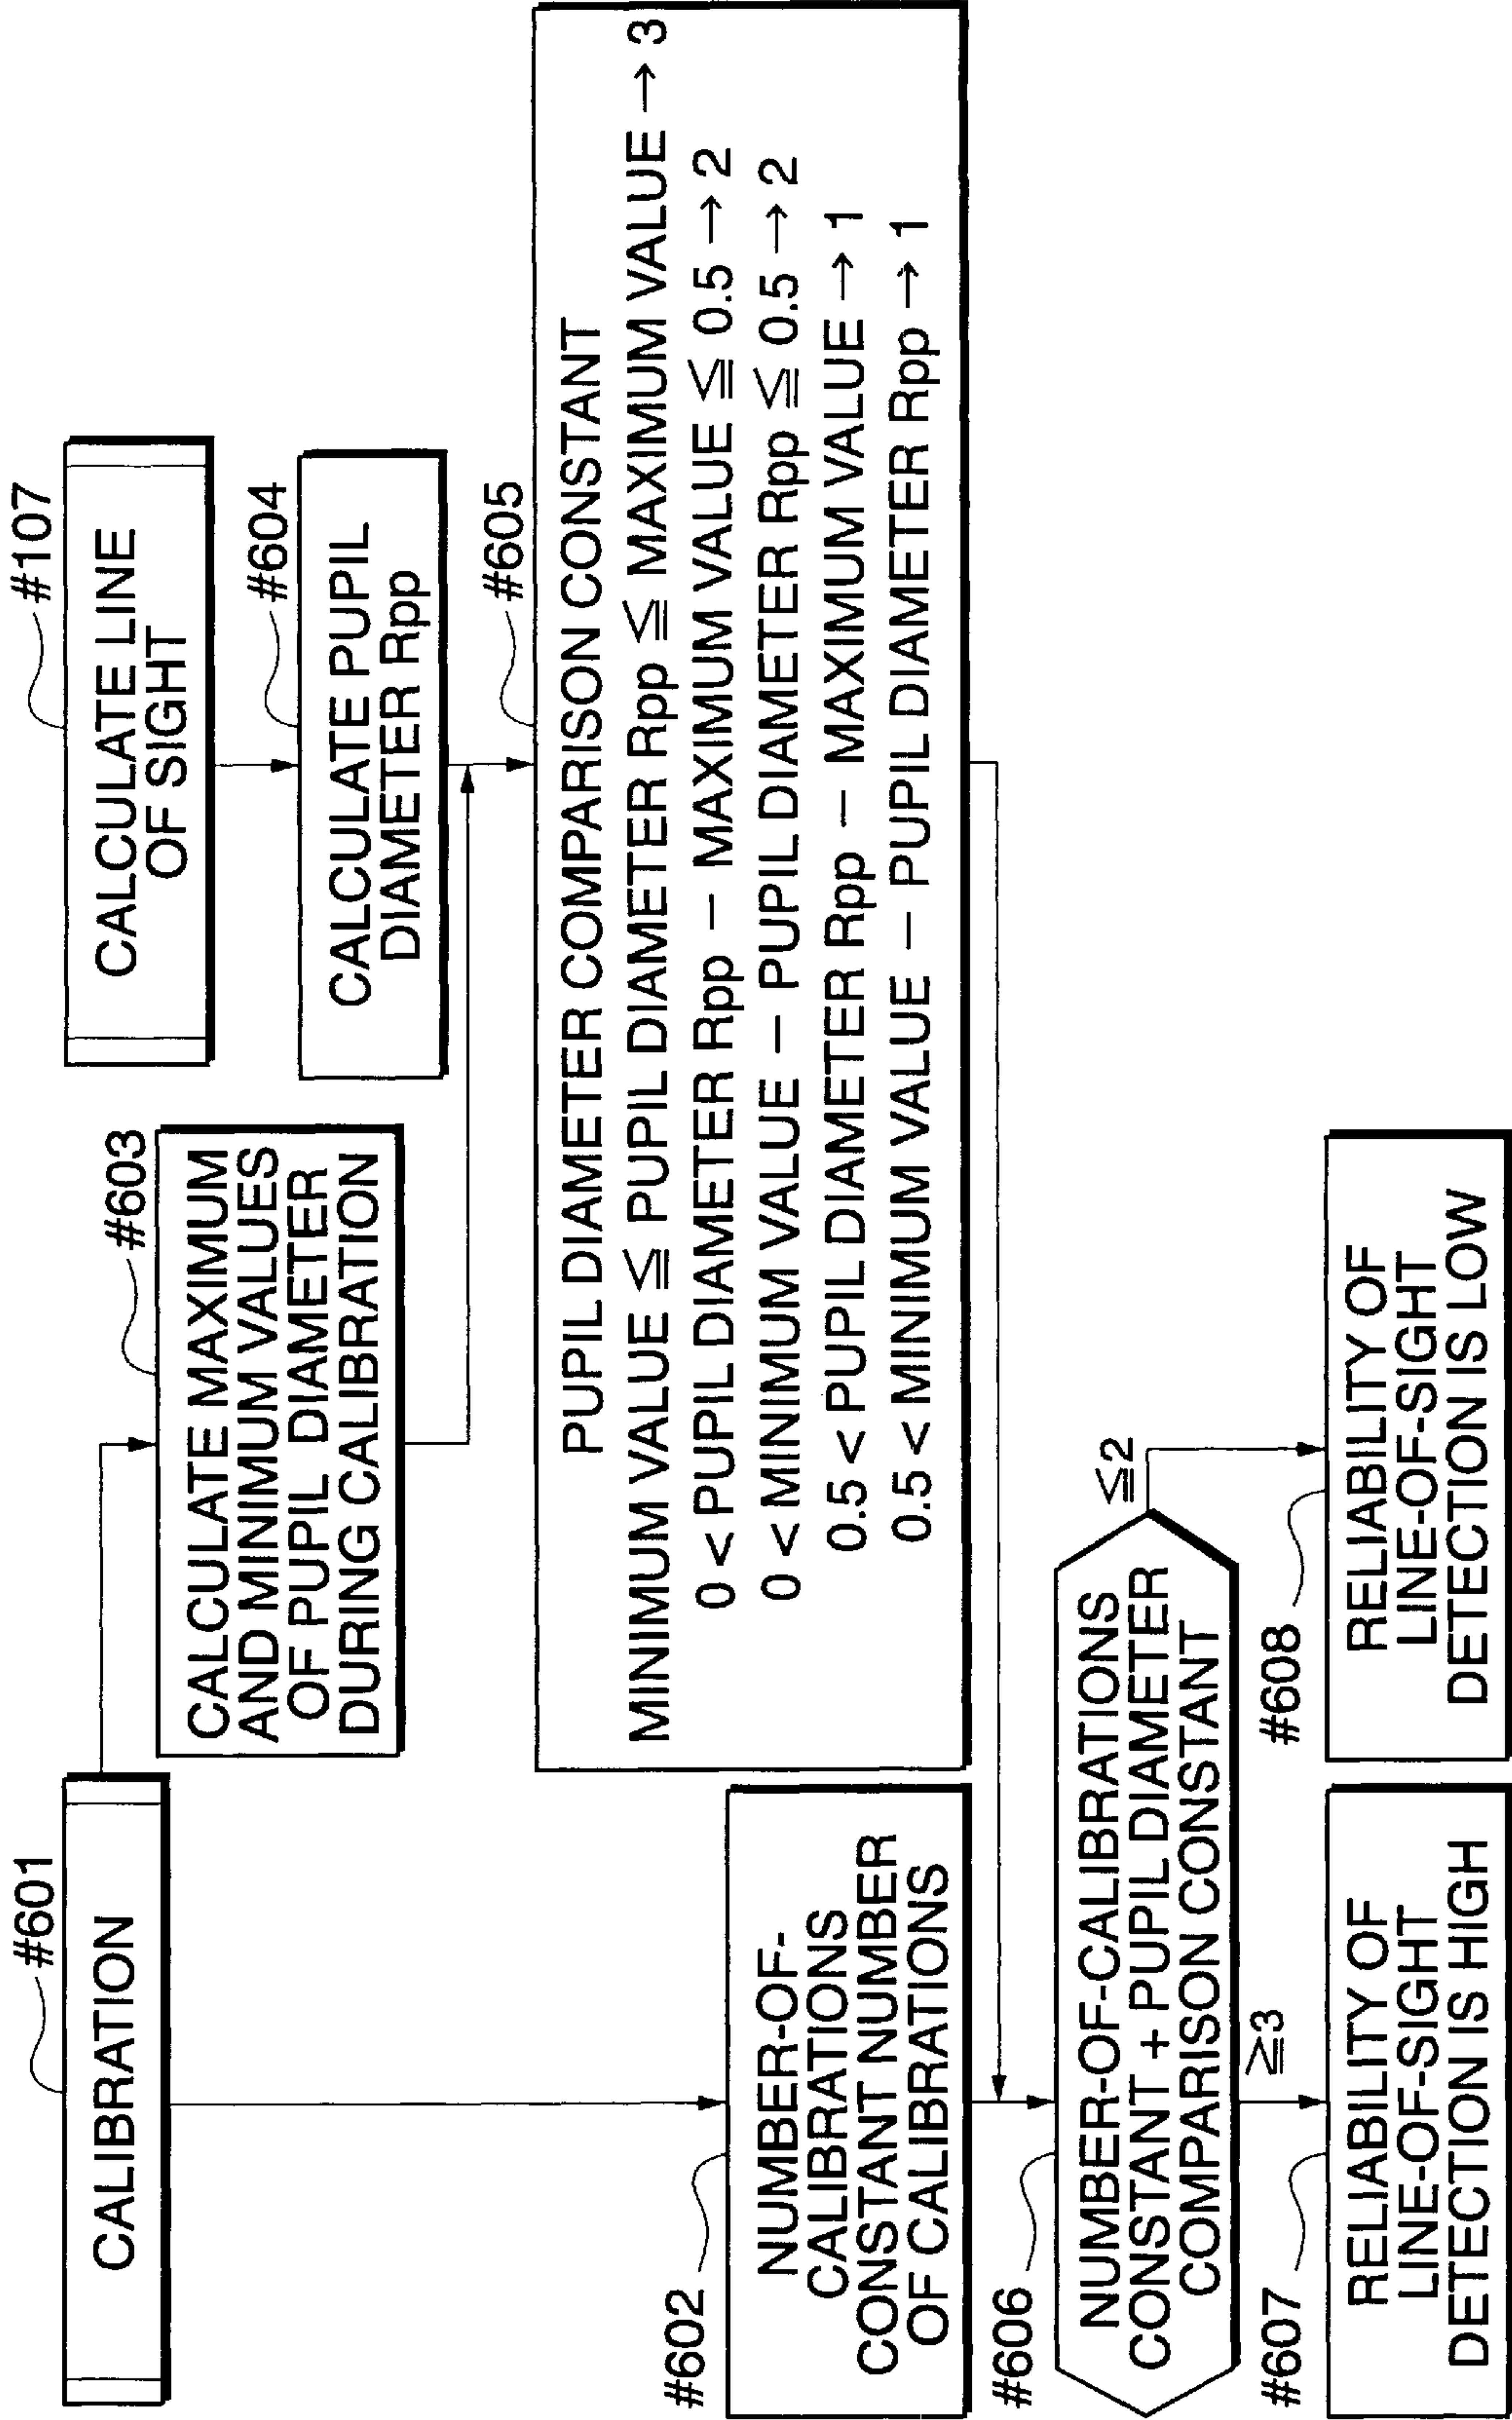 #601
CALIBRATION
#107
CALCULATE LINE
OF SIGHT
#603
CALCULATE MAXIMUM
AND MINIMUM VALUES
OF PUPIL DIAMETER
DURING CALIBRATION
#604
CALCULATE PUPIL
DIAMETER Rpp
#605
PUPIL DIAMETER COMPARISON CONSTANT
MINIMUM VALUE ≦ PUPIL DIAMETER Rpp ≦ MAXIMUM VALUE → 3
0 < PUPIL DIAMETER Rpp − MAXIMUM VALUE ≦ 0.5 → 2
0 < MINIMUM VALUE − PUPIL DIAMETER Rpp ≦ 0.5 → 2
0.5 < PUPIL DIAMETER Rpp − MAXIMUM VALUE → 1
0.5 < MINIMUM VALUE − PUPIL DIAMETER Rpp → 1
#602
NUMBER-OF-
CALIBRATIONS
CONSTANT NUMBER
OF CALIBRATIONS
#606
NUMBER-OF-CALIBRATIONS
CONSTANT + PUPIL DIAMETER
COMPARISON CONSTANT
≦2
≧3
#607
RELIABILITY OF
LINE-OF-SIGHT
DETECTION IS HIGH
#608
RELIABILITY OF
LINE-OF-SIGHT
DETECTION IS LOW